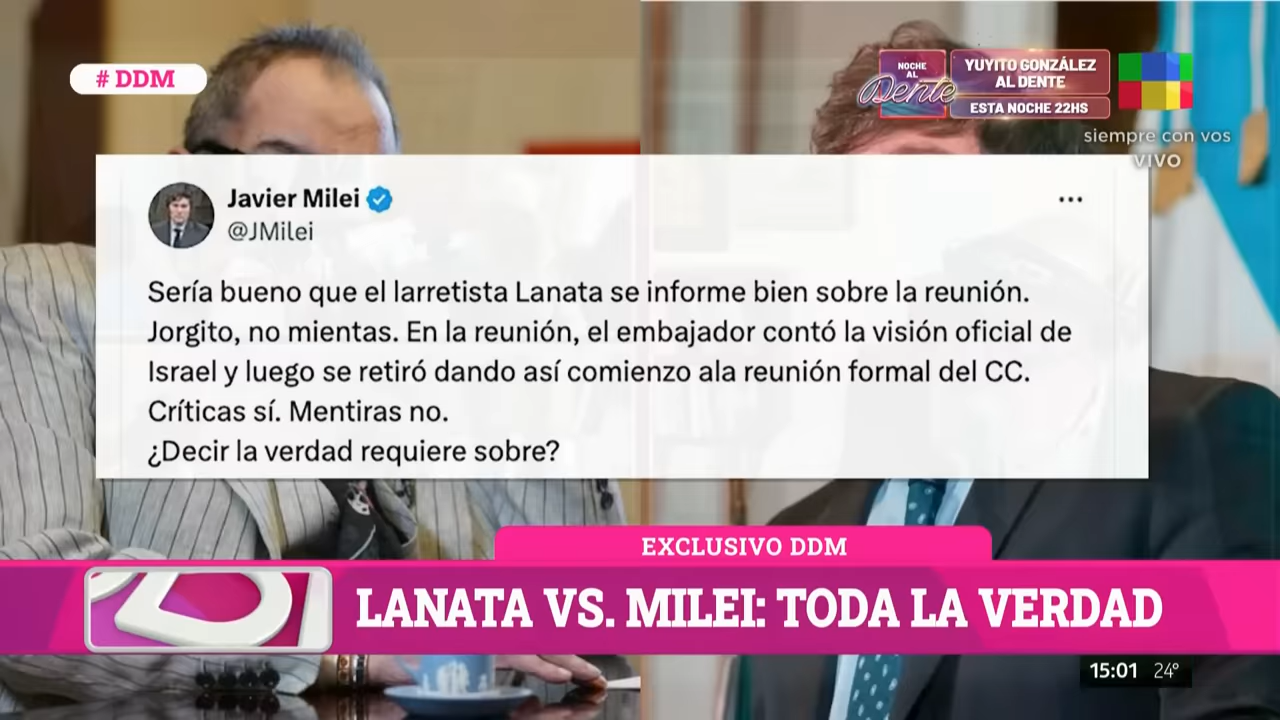 # DDM
NOCHE
AL
Dente
YUYITO GONZÁLEZ
AL DENTE
ESTA NOCHE 22HS
siempre con vos
VIVO
Javier Milei
@JMilei
Sería bueno que el larretista Lanata se informe bien sobre la reunión.
Jorgito, no mientas. En la reunión, el embajador contó la visión oficial de
Israel y luego se retiró dando así comienzo ala reunión formal del CC.
Críticas sí. Mentiras no.
¿Decir la verdad requiere sobre?
EXCLUSIVO DDM
LANATA VS. MILEI: TODA LA VERDAD
15:01 24°